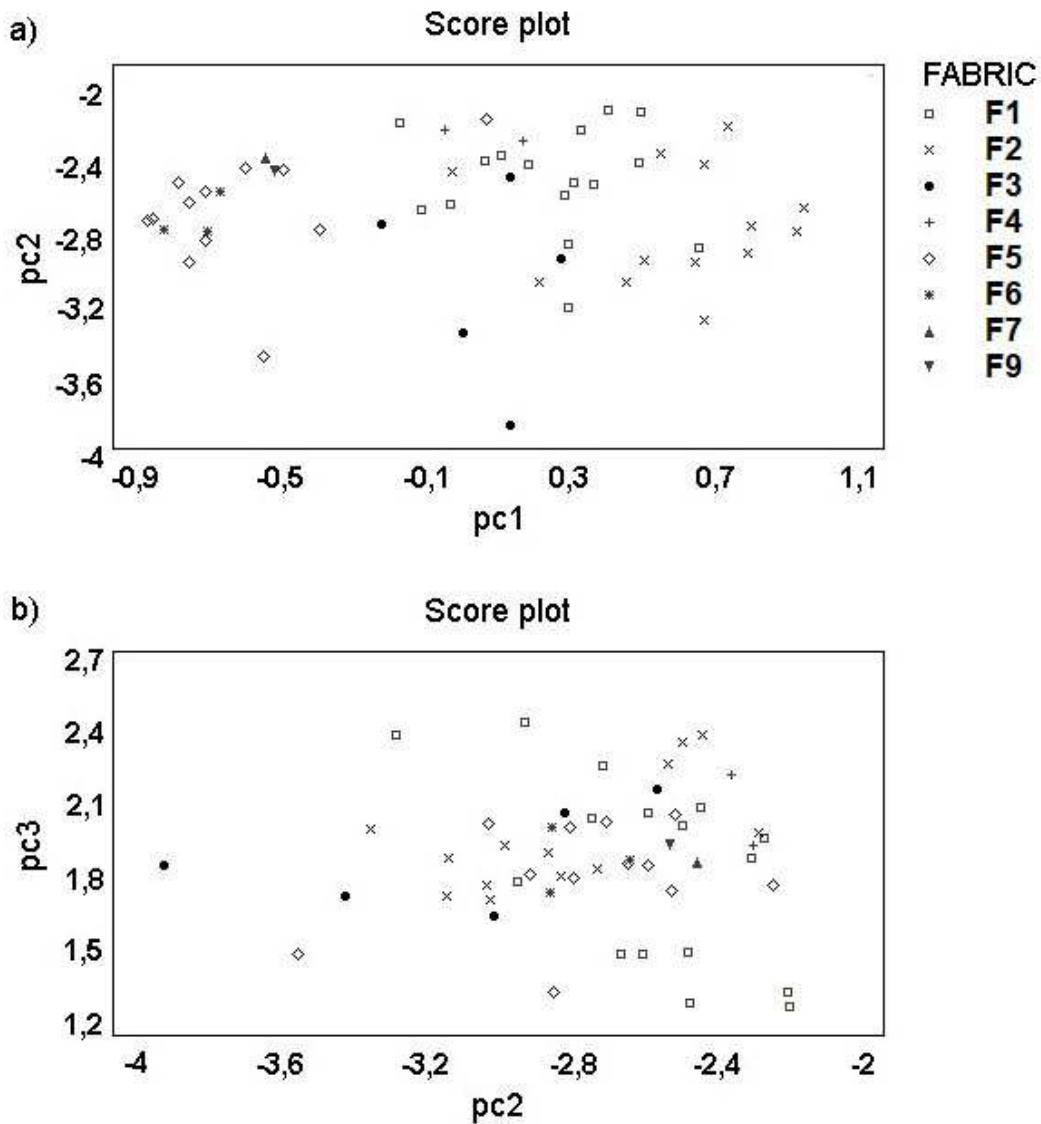 a)
Score plot
FABRIC
F1
F2
F3
F4
F5
F6
F7
F9
pc2
-2
-2,4
-2,8
-3,2
-3,6
-4
-0,9 -0,5 -0,1 0,3 0,7 1,1
pc1
b)
Score plot
pc3
2,7
2,4
2,1
1,8
1,5
1,2
-4 -3,6 -3,2 -2,8 -2,4 -2
pc2